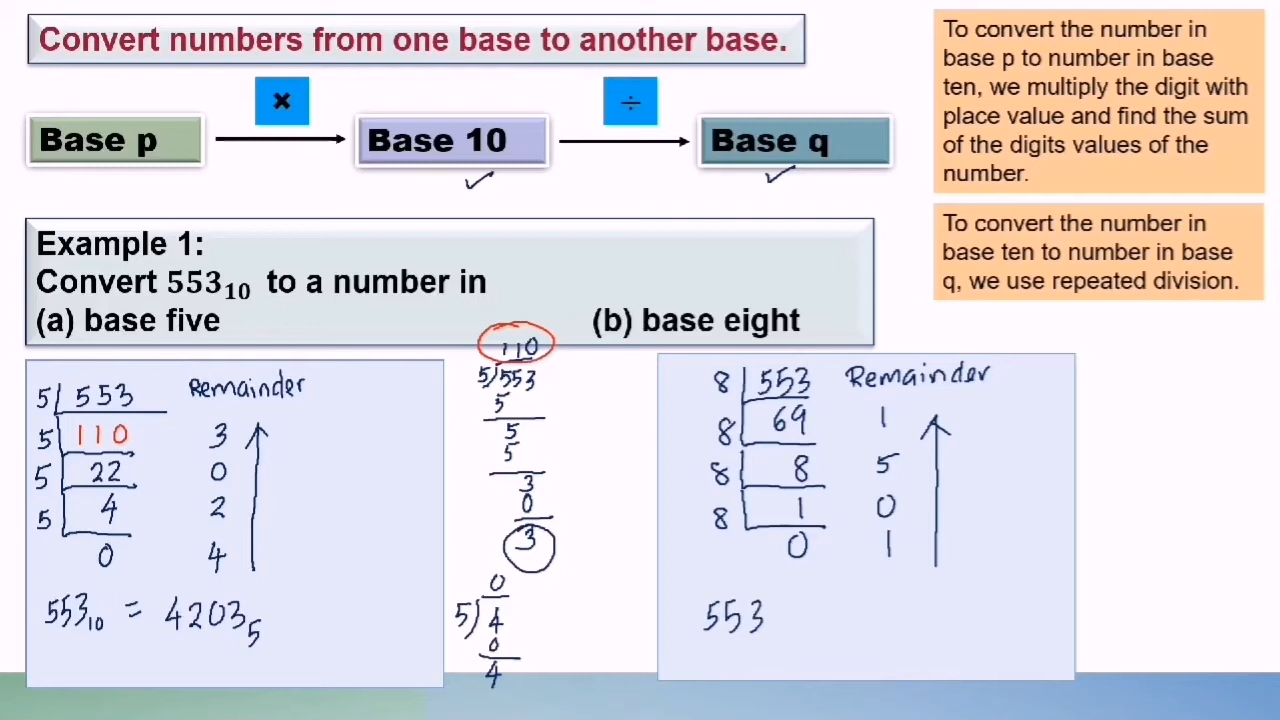 Convert numbers from one base to another base.
×
÷
Base p
Base 10
Base q
To convert the number in
base p to number in base
ten, we multiply the digit with
place value and find the sum
of the digits values of the
number.
To convert the number in
base ten to number in base
q, we use repeated division.
Example 1:
Convert 553₁₀ to a number in
(a) base five (b) base eight
5 553 Remainder
5 110 3
5 22 0
5 4 2
0 4
553₁₀ = 4203₅
110
5)553
5
5
5
3
0
3
0
5)4
0
4
8 553 Remainder
8 69 1
8 8 5
8 1 0
0 1
553